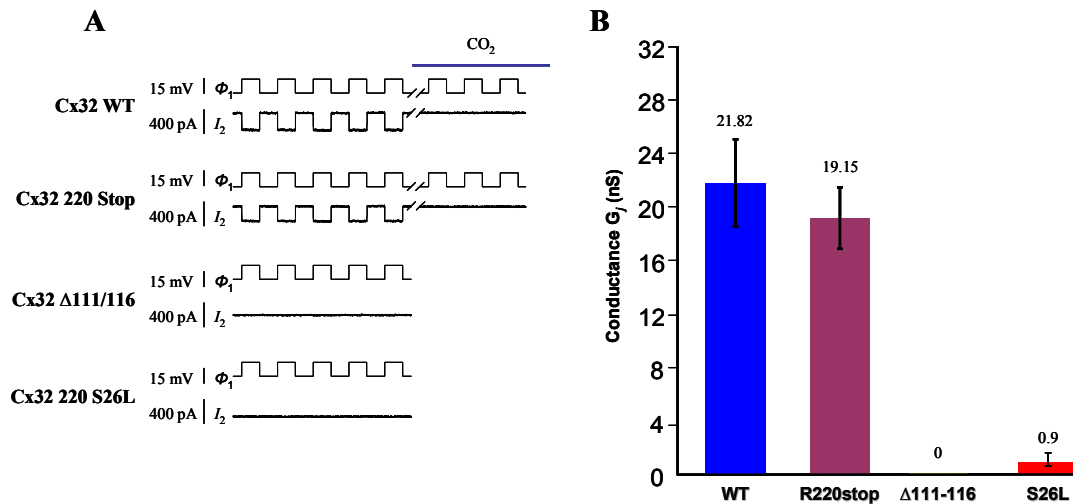 A
CO2
Cx32 WT
15 mV Φ1
400 pA I2
Cx32 220 Stop
15 mV Φ1
400 pA I2
Cx32 Δ111/116
15 mV Φ1
400 pA I2
Cx32 220 S26L
15 mV Φ1
400 pA I2
B
Conductance Gj (nS)
32
28
24
20
16
12
8
4
0
21.82
19.15
0
0.9
WT
R220stop
Δ111-116
S26L